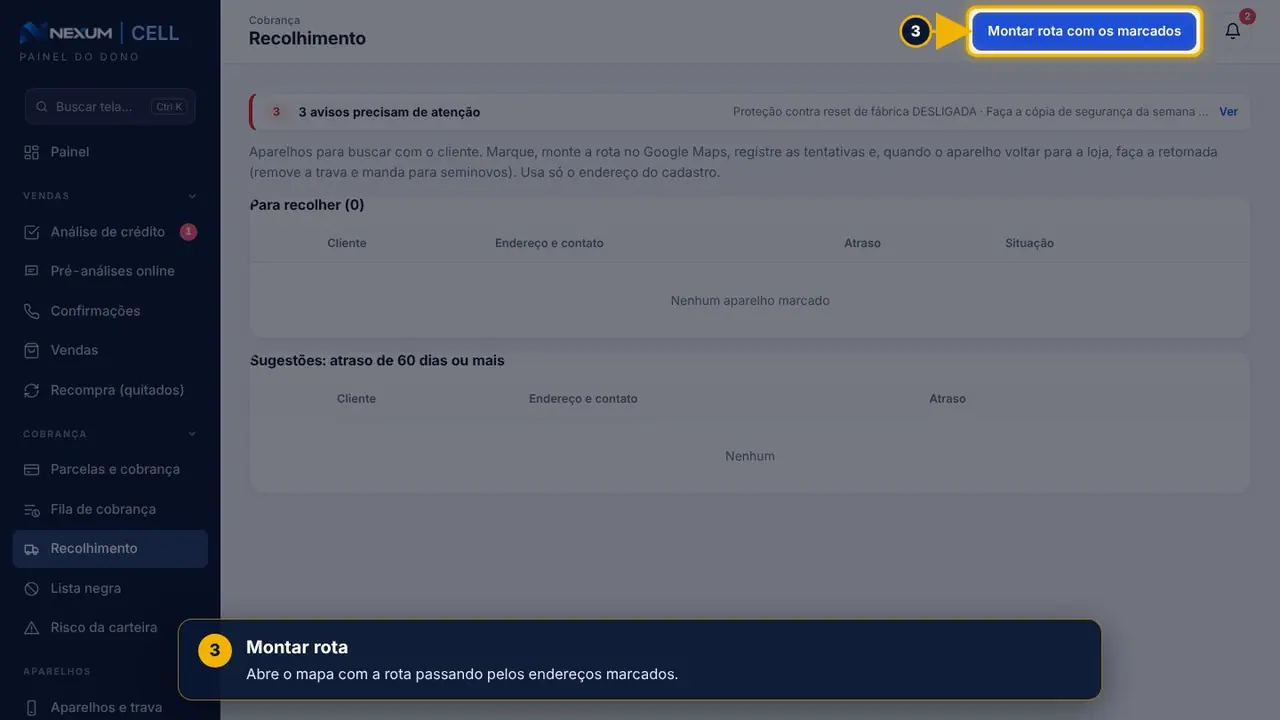 NEXUM | CELL
PAINEL DO DONO
Buscar tela... Ctrl K
Painel
VENDAS
Análise de crédito 1
Pré-análises online
Confirmações
Vendas
Recompra (quitados)
COBRANÇA
Parcelas e cobrança
Fila de cobrança
Recolhimento
Lista negra
Risco da carteira
APARELHOS
Aparelhos e trava
Cobrança
Recolhimento
3 Montar rota com os marcados 2
3 3 avisos precisam de atenção Proteção contra reset de fábrica DESLIGADA · Faça a cópia de segurança da semana ... Ver
Aparelhos para buscar com o cliente. Marque, monte a rota no Google Maps, registre as tentativas e, quando o aparelho voltar para a loja, faça a retomada
(remove a trava e manda para seminovos). Usa só o endereço do cadastro.
Para recolher (0)
Cliente Endereço e contato Atraso Situação
Nenhum aparelho marcado
Sugestões: atraso de 60 dias ou mais
Cliente Endereço e contato Atraso
Nenhum
3 Montar rota
Abre o mapa com a rota passando pelos endereços marcados.